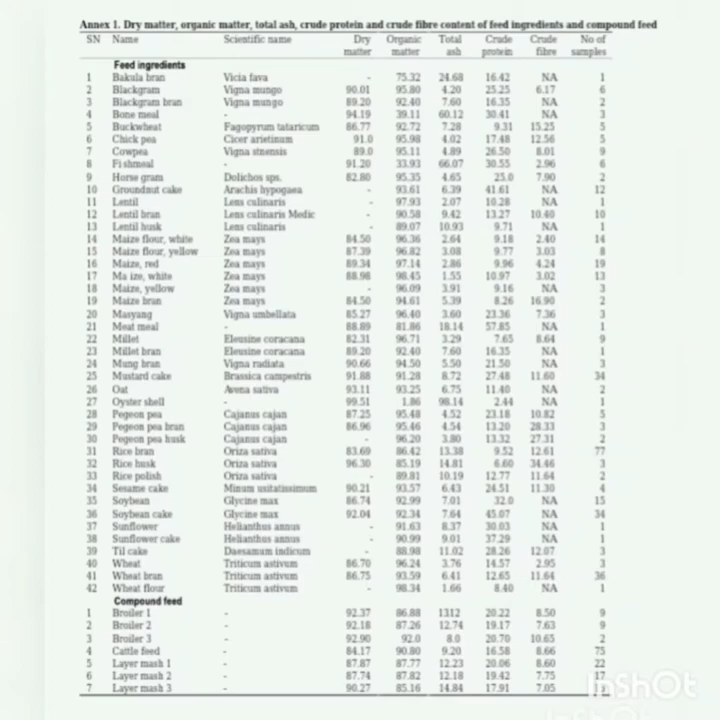 Annex 1. Dry matter, organic matter, total ash, crude protein and crude fibre content of feed ingredients and compound feed
SN Name Scientific name Dry Organic Total Crude Crude No of
matter matter ash protein fibre samples
Feed ingredients
1 Bakula bran Vicia fava - 75.32 24.68 16.42 NA 1
2 Blackgram Vigna mungo 90.01 95.80 4.20 25.25 6.17 6
3 Blackgram bran Vigna mungo 89.20 92.40 7.60 16.35 NA 2
4 Bone meal - 94.19 39.11 60.12 30.41 NA 3
5 Buckwheat Fagopyrum tataricum 86.77 92.72 7.28 9.31 15.25 5
6 Chick pea Cicer arietinum 91.0 95.98 4.02 17.48 12.56 5
7 Cowpea Vigna sinensis 89.0 95.11 4.89 26.50 8.01 9
8 Fishmeal - 91.20 33.93 66.07 30.55 2.96 6
9 Horse gram Dolichos sps. 82.80 95.35 4.65 25.0 7.90 2
10 Groundnut cake Arachis hypogaea - 93.61 6.39 41.61 NA 12
11 Lentil Lens culinaris - 97.93 2.07 10.28 NA 1
12 Lentil bran Lens culinaris Medic - 90.58 9.42 13.27 10.40 10
13 Lentil husk Lens culinaris - 89.07 10.93 9.71 NA 1
14 Maize flour, white Zea mays 84.50 96.36 2.64 9.18 2.40 14
15 Maize flour, yellow Zea mays 87.39 96.82 3.08 9.77 3.03 8
16 Maize, red Zea mays 89.34 97.14 2.86 9.96 4.24 19
17 Ma ize, white Zea mays 88.98 98.45 1.55 10.97 3.02 13
18 Maize, yellow Zea mays - 96.09 3.91 9.16 NA 3
19 Maize bran Zea mays 84.50 94.61 5.39 8.26 16.90 2
20 Masyang Vigna umbellata 85.27 96.40 3.60 23.36 7.36 3
21 Meat meal - 88.89 81.86 18.14 57.85 NA 1
22 Millet Eleusine coracana 82.31 96.71 3.29 7.65 8.64 9
23 Millet bran Eleusine coracana 89.20 92.40 7.60 16.35 NA 1
24 Mung bran Vigna radiata 90.66 94.50 5.50 21.50 NA 3
25 Mustard cake Brassica campestris 91.88 91.28 8.72 27.48 11.60 34
26 Oat Avena sativa 93.11 93.25 6.75 11.40 NA 2
27 Oyster shell - 99.51 1.86 98.14 2.44 NA 1
28 Pegeon pea Cajanus cajan 87.25 95.48 4.52 23.18 10.82 5
29 Pegeon pea bran Cajanus cajan 86.96 95.46 4.54 13.20 28.33 3
30 Pegeon pea husk Cajanus cajan - 96.20 3.80 13.32 27.31 2
31 Rice bran Oriza sativa 83.69 86.42 13.38 9.52 12.61 77
32 Rice husk Oriza sativa 96.30 85.19 14.81 6.60 34.46 3
33 Rice polish Oriza sativa - 89.81 10.19 12.77 11.64 2
34 Sesame cake Minum usitatissimum 90.21 93.57 6.43 24.51 11.30 4
35 Soybean Glycine max 86.74 92.99 7.01 32.0 NA 15
36 Soybean cake Glycine max 92.04 92.34 7.64 45.07 NA 34
37 Sunflower Helianthus annus - 91.63 8.37 30.03 NA 1
38 Sunflower cake Helianthus annus - 90.99 9.01 37.29 NA 1
39 Til cake Daesamum indicum - 88.98 11.02 28.26 12.07 3
40 Wheat Triticum astivum 86.70 96.24 3.76 14.57 2.95 3
41 Wheat bran Triticum astivum 86.75 93.59 6.41 12.65 11.64 36
42 Wheat flour Triticum astivum - 98.34 1.66 8.40 NA 1
Compound feed
1 Broiler 1 - 92.37 86.88 1312 20.22 8.50 9
2 Broiler 2 - 92.18 87.26 12.74 19.17 7.63 9
3 Broiler 3 - 92.90 92.0 8.0 20.70 10.65 2
4 Cattle feed - 84.17 90.80 9.20 16.58 8.66 75
5 Layer mash 1 - 87.87 87.77 12.23 20.06 8.60 22
6 Layer mash 2 - 87.74 87.82 12.18 19.42 7.75 17
7 Layer mash 3 - 90.27 85.16 14.84 17.91 7.05
InShOt